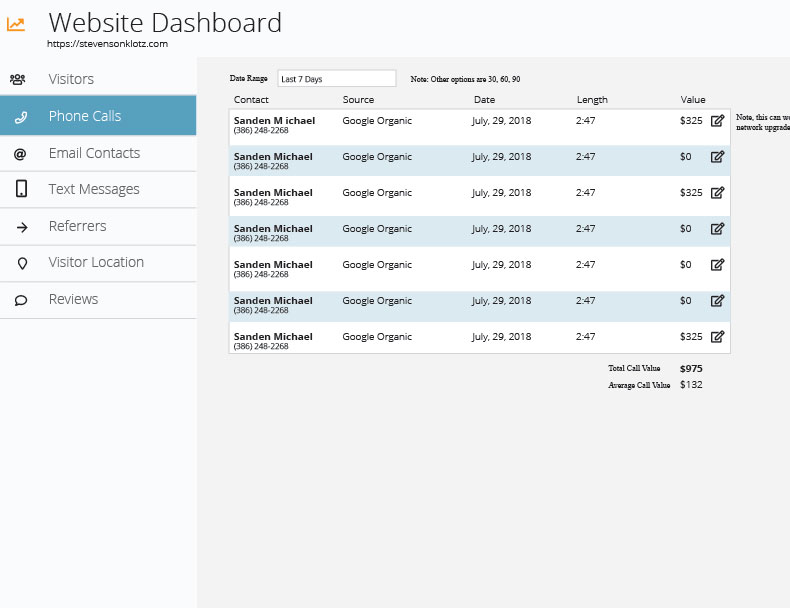 Website Dashboard
https://stevensonklotz.com
Visitors
Phone Calls
Email Contacts
Text Messages
Referrers
Visitor Location
Reviews
Date Range Last 7 Days Note: Other options are 30, 60, 90
Contact Source Date Length Value
Sanden M ichael Google Organic July, 29, 2018 2:47 $325
(386) 248-2268
Note, this can
network upgrade
Sanden Michael Google Organic July, 29, 2018 2:47 $0
(386) 248-2268
Sanden Michael Google Organic July, 29, 2018 2:47 $325
(386) 248-2268
Sanden Michael Google Organic July, 29, 2018 2:47 $0
(386) 248-2268
Sanden Michael Google Organic July, 29, 2018 2:47 $0
(386) 248-2268
Sanden Michael Google Organic July, 29, 2018 2:47 $0
(386) 248-2268
Sanden Michael Google Organic July, 29, 2018 2:47 $325
(386) 248-2268
Total Call Value $975
Average Call Value $132